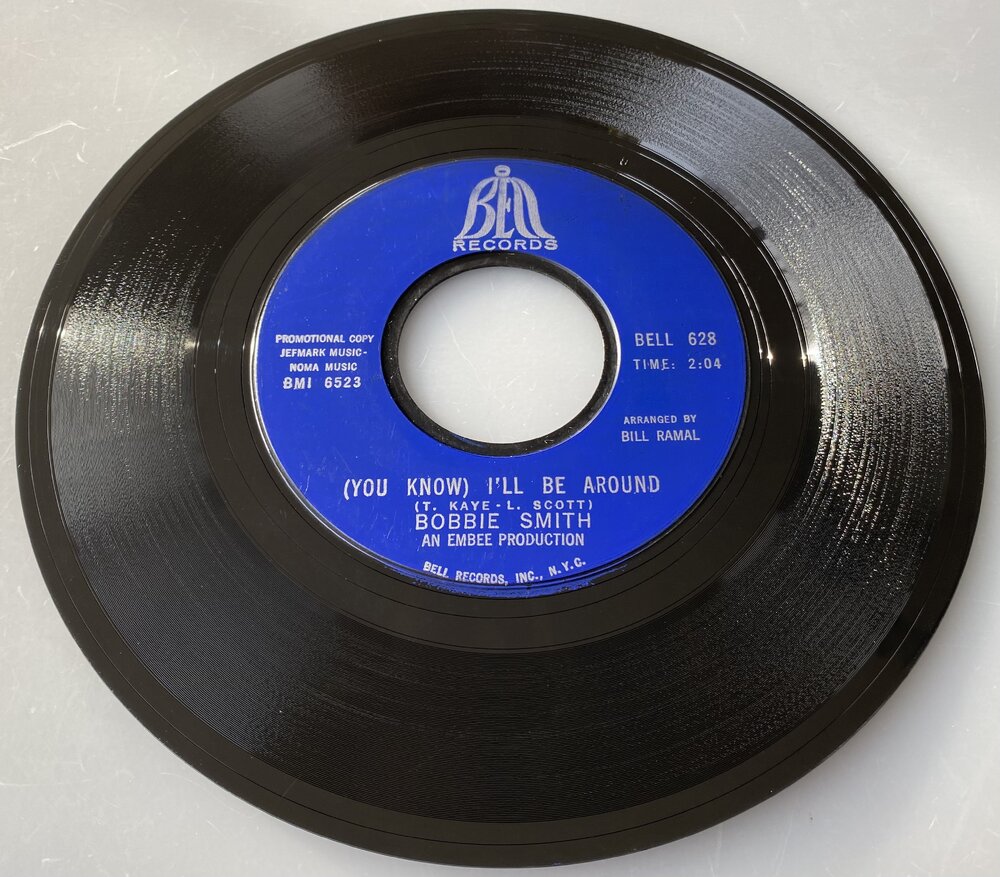 BELL
RECORDS
PROMOTIONAL COPY
JEFMARK MUSIC-
NOMA MUSIC
BMI 6523
BELL 628
TIME: 2:04
ARRANGED BY
BILL RAMAL
(YOU KNOW) I'LL BE AROUND
(T. KAYE - L. SCOTT)
BOBBIE SMITH
AN EMBEE PRODUCTION
BELL RECORDS, INC., N.Y.C.